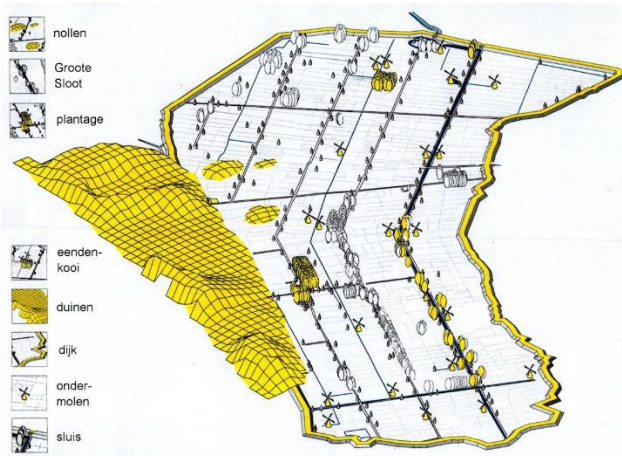 nollen
Groote
Sloot
plantage
eenden-
kooi
duinen
dijk
onder-
molen
sluis